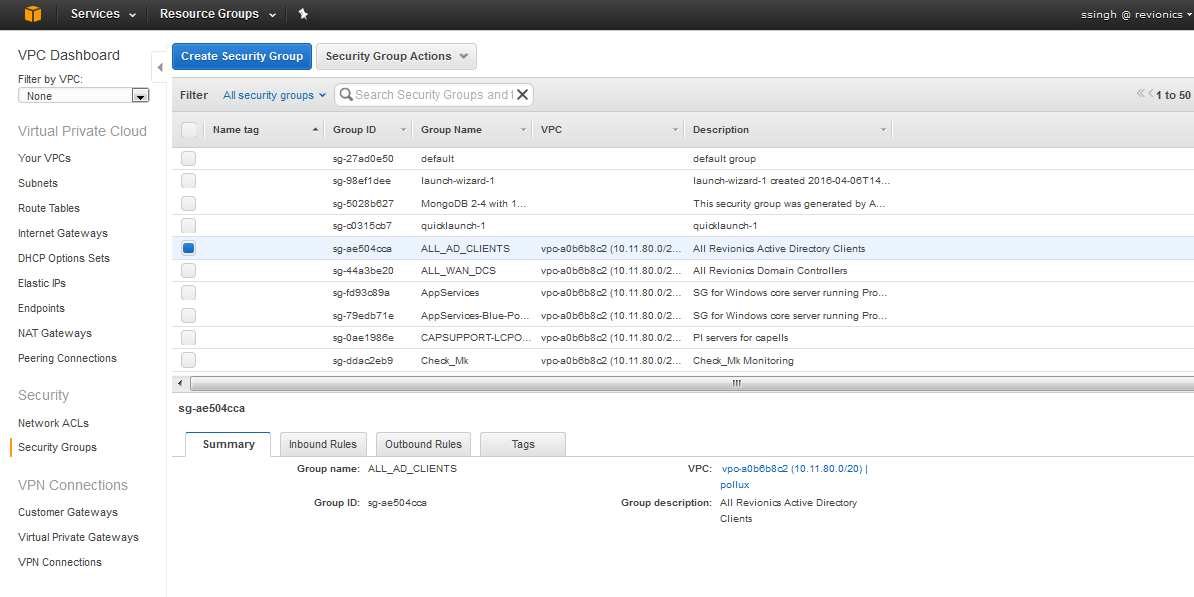 Services Resource Groups ssingh @ revionics
VPC Dashboard
Filter by VPC:
None
Virtual Private Cloud
Your VPCs
Subnets
Route Tables
Internet Gateways
DHCP Options Sets
Elastic IPs
Endpoints
NAT Gateways
Peering Connections
Security
Network ACLs
Security Groups
VPN Connections
Customer Gateways
Virtual Private Gateways
VPN Connections
Create Security Group Security Group Actions
Filter All security groups Search Security Groups and t 1 to 50
Name tag Group ID Group Name VPC Description
sg-27ad0e50 default default group
sg-98ef1dee launch-wizard-1 launch-wizard-1 created 2016-04-06T14...
sg-5028b627 MongoDB 2-4 with 1... This security group was generated by A...
sg-c0315cb7 quicklaunch-1 quicklaunch-1
sg-ae504cca ALL_AD_CLIENTS vpc-a0b6b8c2 (10.11.80.0/2... All Revionics Active Directory Clients
sg-44a3be20 ALL_WAN_DCS vpc-a0b6b8c2 (10.11.80.0/2... All Revionics Domain Controllers
sg-fd93c89a AppServices vpc-a0b6b8c2 (10.11.80.0/2... SG for Windows core server running Pro...
sg-79edb71e AppServices-Blue-Po... vpc-a0b6b8c2 (10.11.80.0/2... SG for Windows core server running Pro...
sg-0ae1986e CAPSUPPORT-LCPO... vpc-a0b6b8c2 (10.11.80.0/2... PI servers for capells
sg-ddac2eb9 Check_Mk vpc-a0b6b8c2 (10.11.80.0/2... Check_Mk Monitoring
sg-ae504cca
Summary Inbound Rules Outbound Rules Tags
Group name: ALL_AD_CLIENTS VPC: vpc-a0b6b8c2 (10.11.80.0/20) |
pollux
Group ID: sg-ae504cca Group description: All Revionics Active Directory
Clients